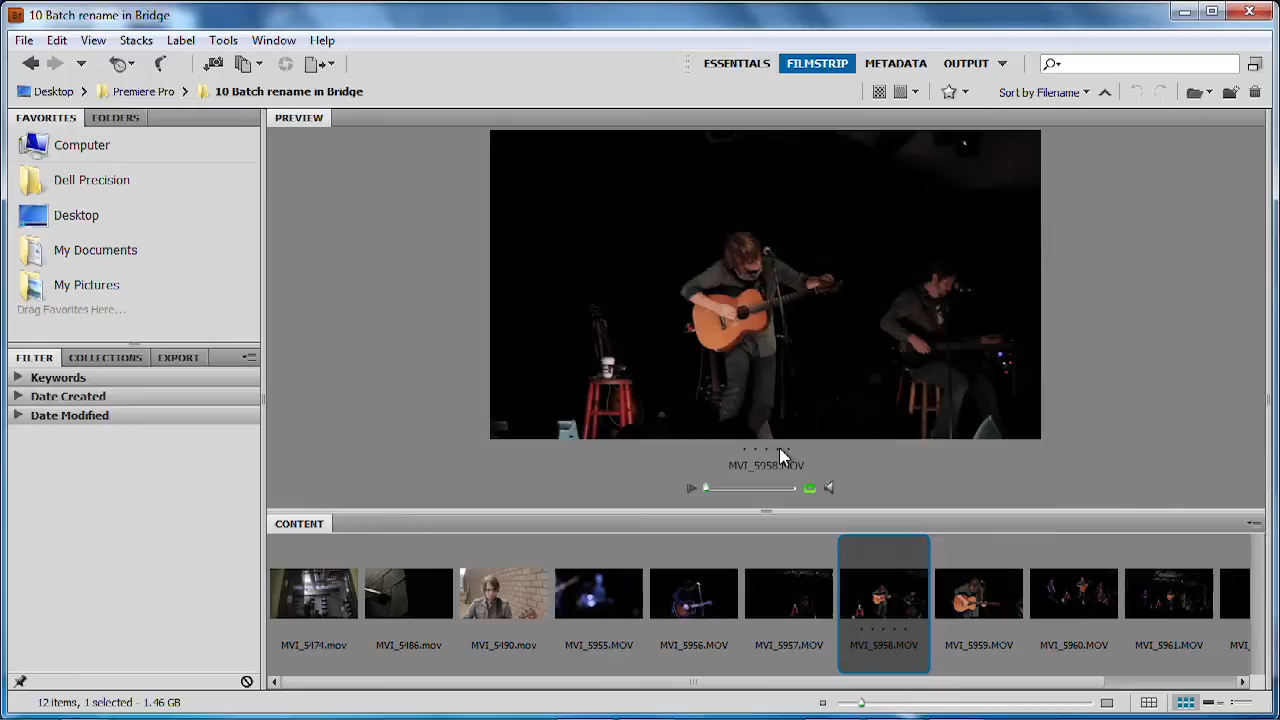 Br 10 Batch rename in Bridge
File Edit View Stacks Label Tools Window Help
ESSENTIALS FILMSTRIP METADATA OUTPUT
Desktop Premiere Pro 10 Batch rename in Bridge Sort by Filename
FAVORITES FOLDERS
Computer
Dell Precision
Desktop
My Documents
My Pictures
Drag Favorites Here...
FILTER COLLECTIONS EXPORT
Keywords
Date Created
Date Modified
PREVIEW
MVI_5958.MOV
CONTENT
MVI_5474.mov MVI_5486.mov MVI_5490.mov MVI_5955.MOV MVI_5956.MOV MVI_5957.MOV MVI_5958.MOV MVI_5959.MOV MVI_5960.MOV MVI_5961.MOV MVI_
12 items, 1 selected - 1.46 GB